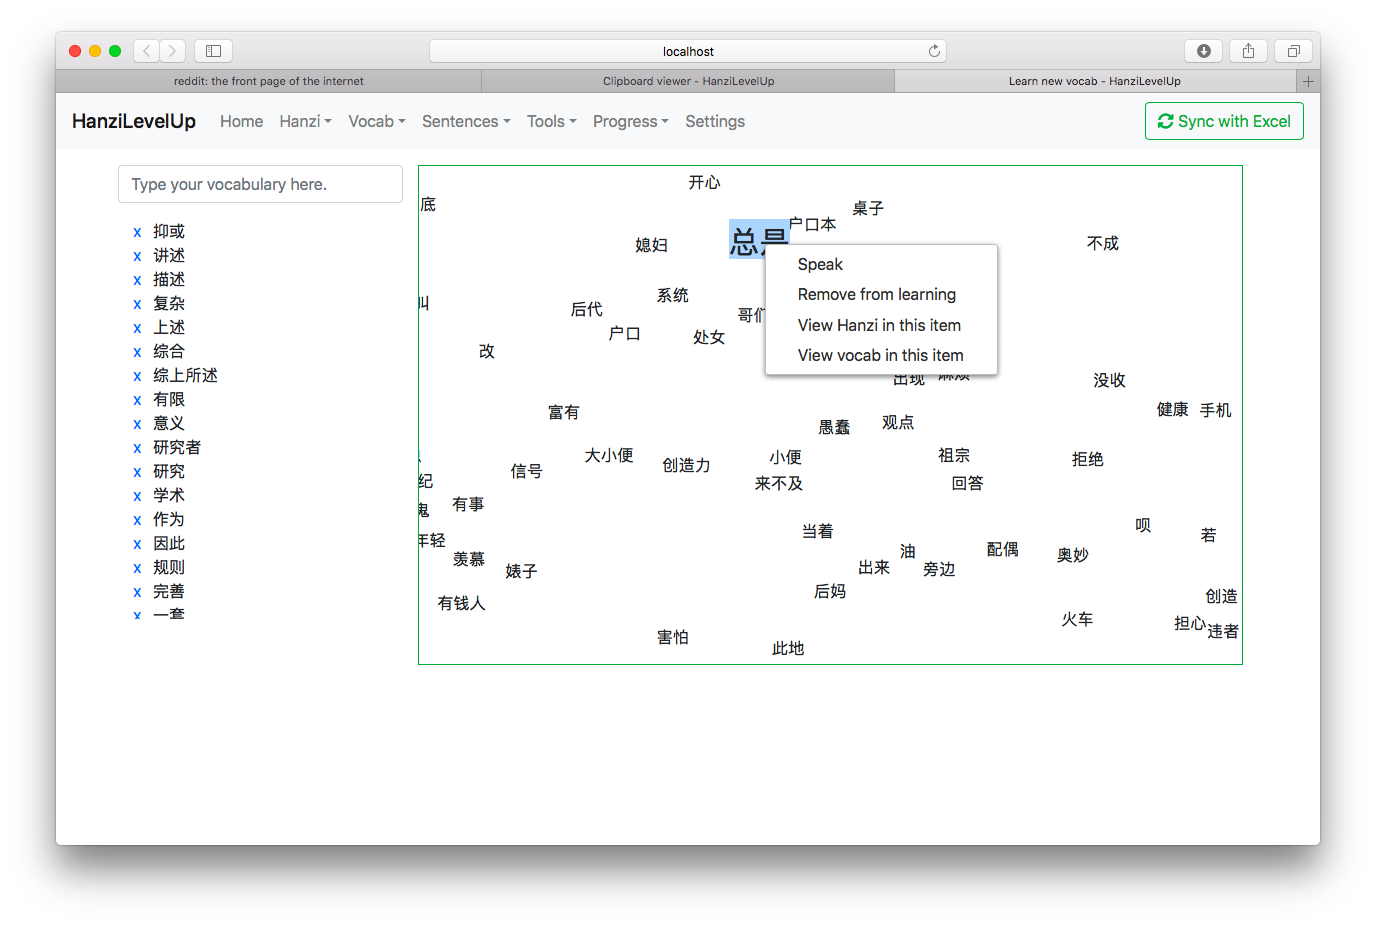 localhost
reddit: the front page of the internet
Clipboard viewer - HanziLevelUp
Learn new vocab - HanziLevelUp
HanziLevelUp Home Hanzi Vocab Sentences Tools Progress Settings Sync with Excel
Type your vocabulary here.
x 抑或
x 讲述
x 描述
x 复杂
x 上述
x 综合
x 综上所述
x 有限
x 意义
x 研究者
x 研究
x 学术
x 作为
x 因此
x 规则
x 完善
x 一套
开心
底
桌子
户口本
总是
媳妇
不成
Speak
Remove from learning
View Hanzi in this item
View vocab in this item
系统
后代
哥们
户口
处女
改
出现 麻烦
没收
富有
健康 手机
愚蠢
观点
大小便
创造力
小便
祖宗
拒绝
信号
来不及
回答
纪
有事
鬼
当着
呗
若
年轻
羡慕
油
配偶
奥妙
婊子
出来
旁边
后妈
有钱人
创造
火车
担心
违者
害怕
此地